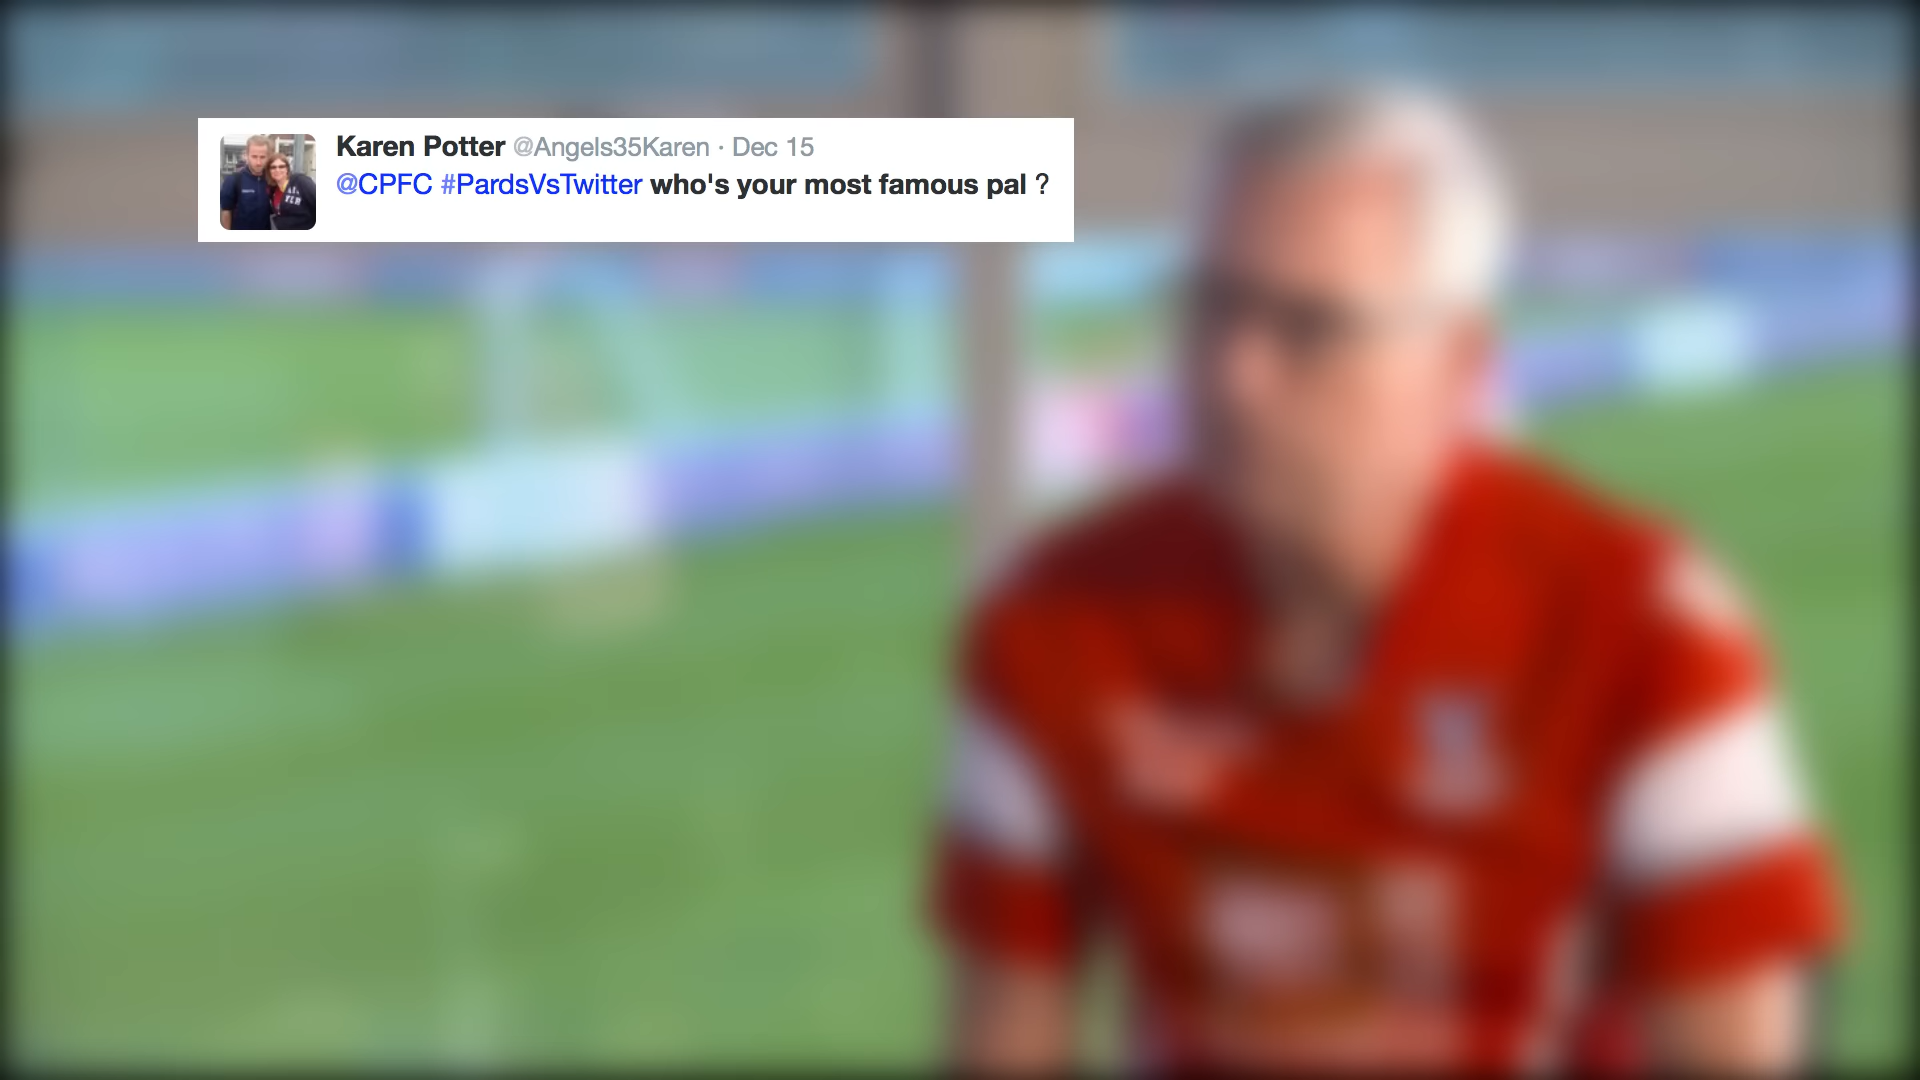 Karen Potter @Angels35Karen · Dec 15
@CPFC #PardsVsTwitter who's your most famous pal ?